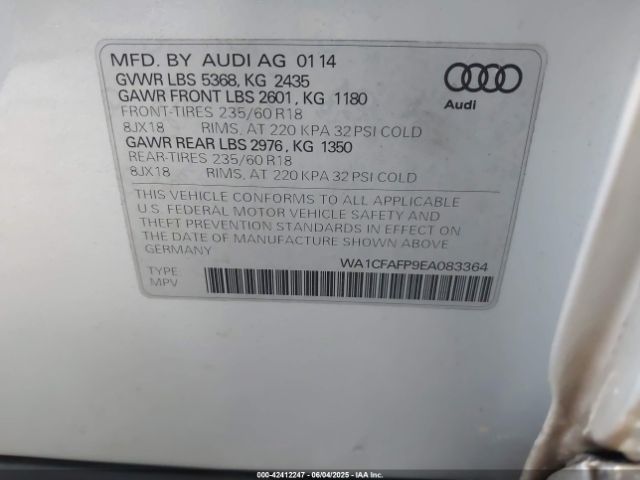 MFD. BY AUDI AG 0114
GVWR LBS 5368, KG 2435
GAWR FRONT LBS 2601, KG 1180
FRONT-TIRES 235/60 R18
8JX18 RIMS, AT 220 KPA 32 PSI COLD
GAWR REAR LBS 2976, KG 1350
REAR-TIRES 235/60 R18
8JX18 RIMS, AT 220 KPA 32 PSI COLD
Audi
THIS VEHICLE CONFORMS TO ALL APPLICABLE
U.S. FEDERAL MOTOR VEHICLE SAFETY AND
THEFT PREVENTION STANDARDS IN EFFECT ON
THE DATE OF MANUFACTURE SHOWN ABOVE
GERMANY
WA1CFAFP9EA083364
TYPE
MPV
00-42412247 - 06/04/2025 - IAAI.COM